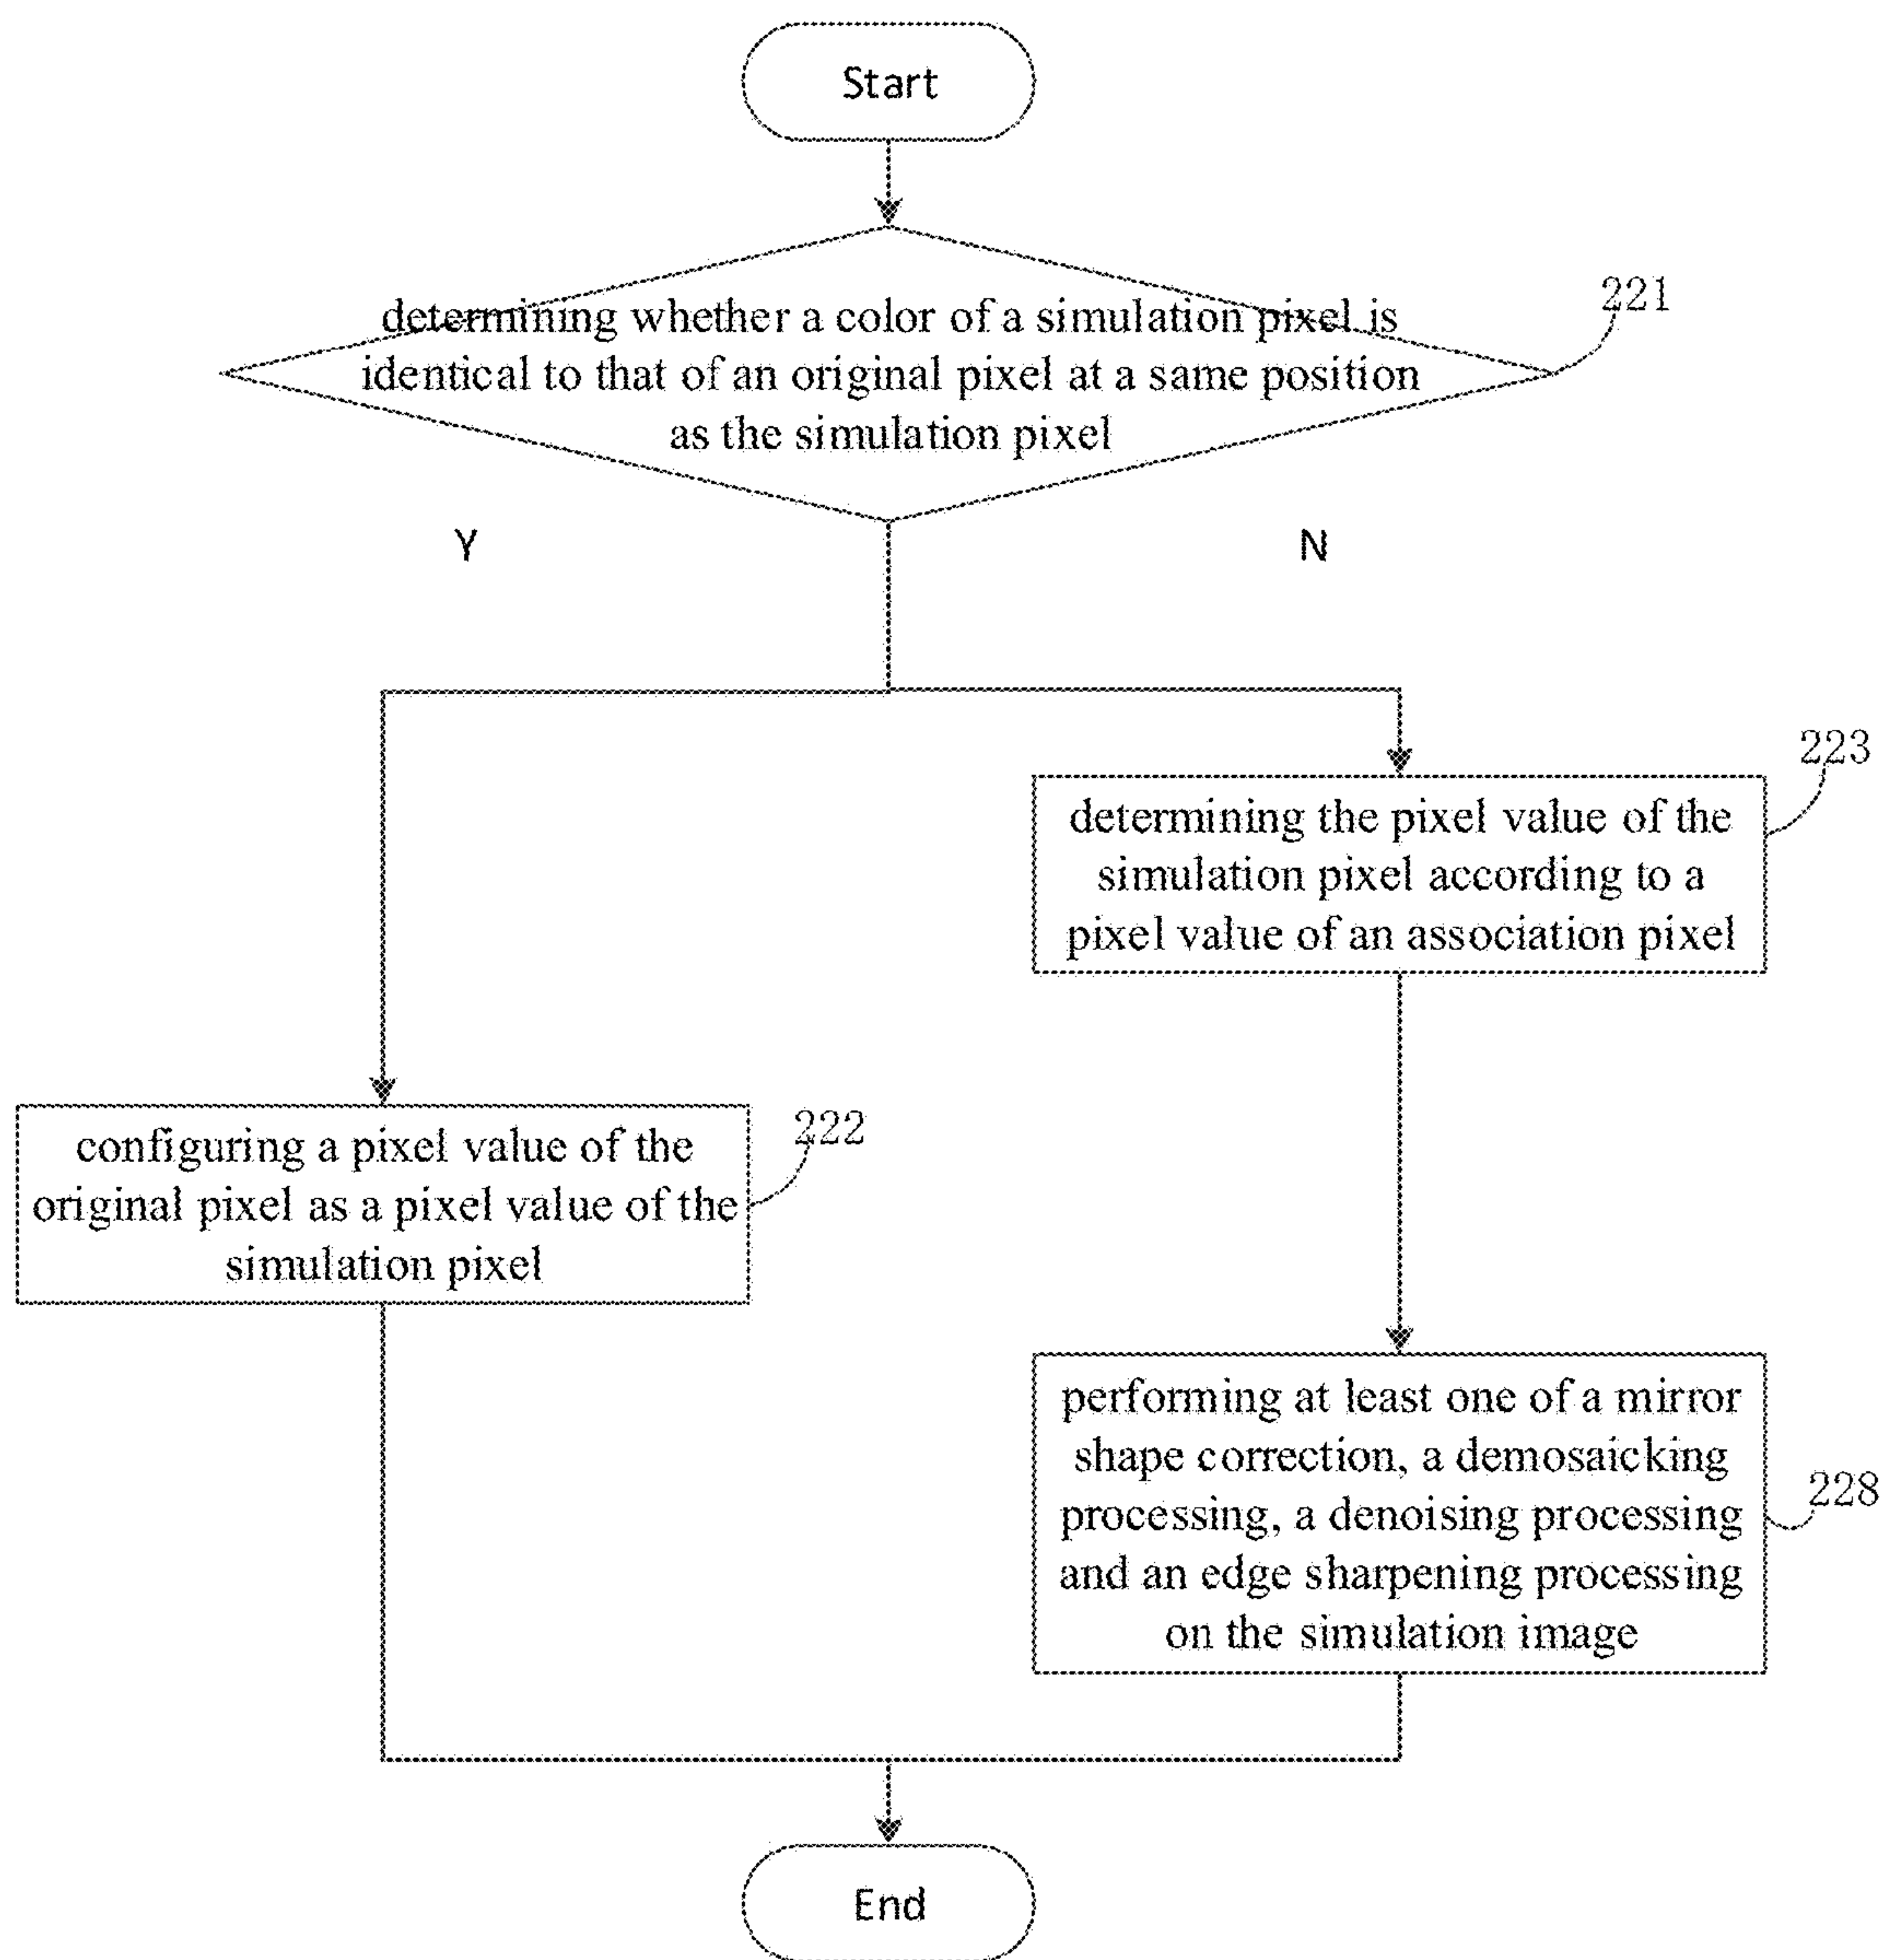 Start
determining whether a color of a simulation pixel is
identical to that of an original pixel at a same position
as the simulation pixel
221
Y
N
223
determining the pixel value of the
simulation pixel according to a
pixel value of an association pixel
222
configuring a pixel value of the
original pixel as a pixel value of the
simulation pixel
performing at least one of a mirror
shape correction, a demosaicking
processing, a denoising processing
and an edge sharpening processing
on the simulation image
228
End